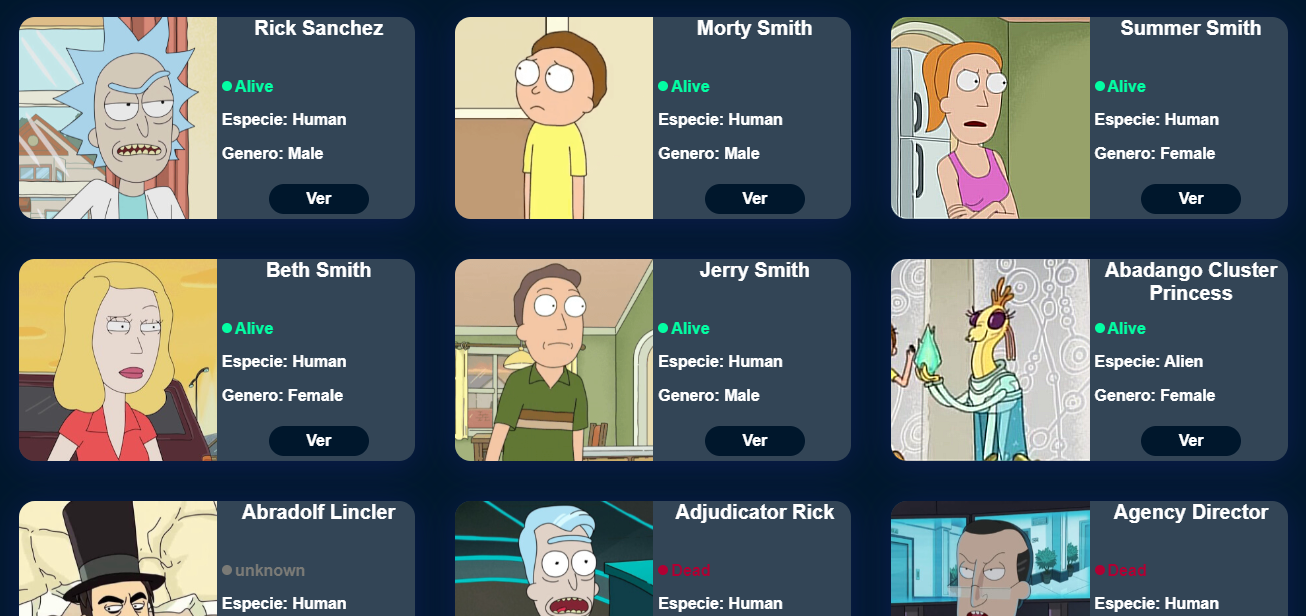 Rick Sanchez
Alive
Especie: Human
Genero: Male
Ver
Morty Smith
Alive
Especie: Human
Genero: Male
Ver
Summer Smith
Alive
Especie: Human
Genero: Female
Ver
Beth Smith
Alive
Especie: Human
Genero: Female
Ver
Jerry Smith
Alive
Especie: Human
Genero: Male
Ver
Abadango Cluster
Princess
Alive
Especie: Alien
Genero: Female
Ver
Abradolf Lincler
unknown
Especie: Human
Adjudicator Rick
Dead
Especie: Human
Agency Director
Dead
Especie: Human